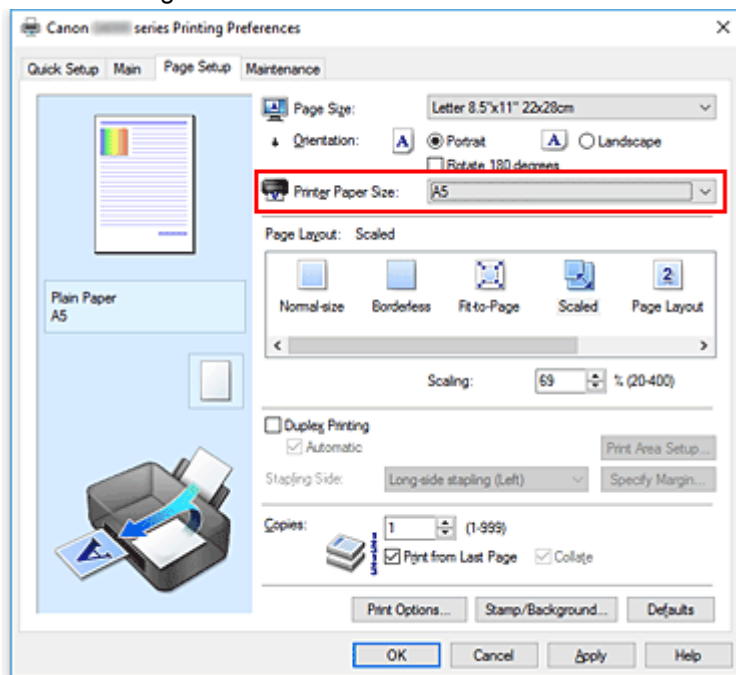 Canon series Printing Preferences
Quick Setup Main Page Setup Maintenance
Page Size: Letter 8.5"x11" 22x28cm
Orientation: A Portrait A Landscape
Rotate 180 degrees
Printer Paper Size: A5
Page Layout: Scaled
Normal-size Borderless Fit-to-Page Scaled Page Layout
Plain Paper
A5
Scaling: 69 % (20-400)
Duplex Printing
Automatic Print Area Setup...
Stapling Side: Long-side stapling (Left) Specify Margin...
Copies: 1 (1-999)
Print from Last Page Collate
Print Options... Stamp/Background... Defaults
OK Cancel Apply Help